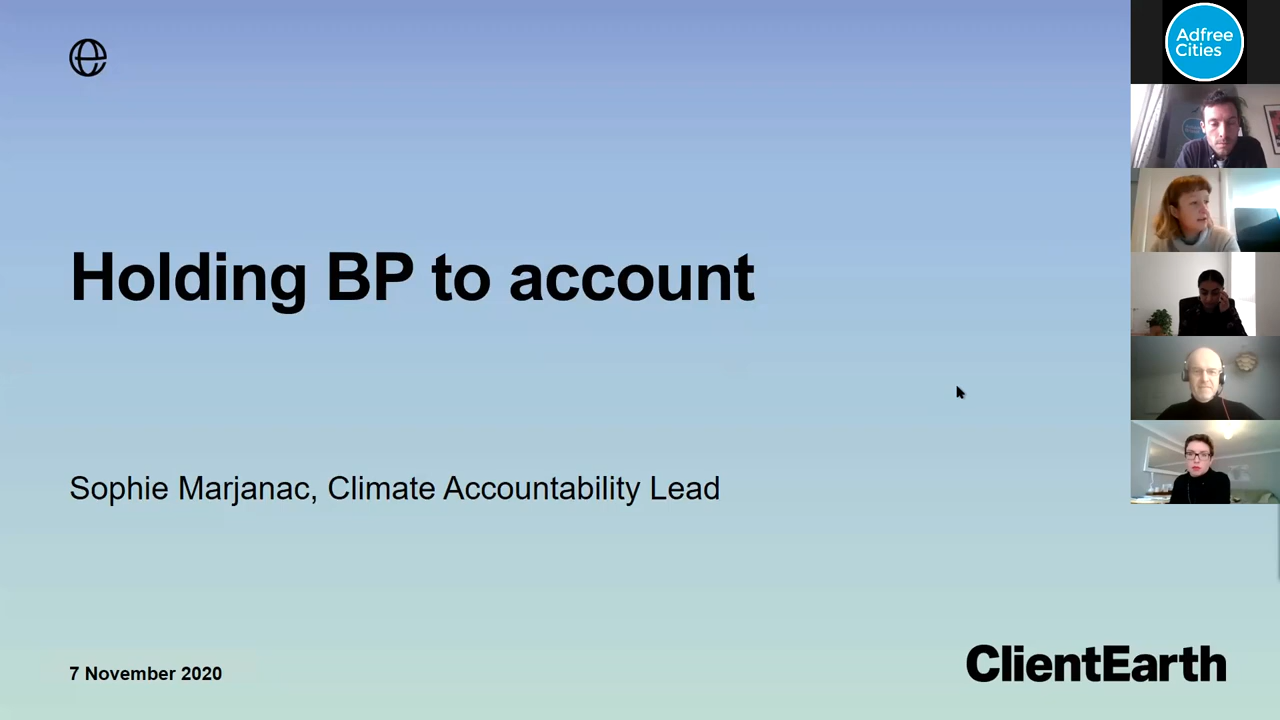 Holding BP to account
Sophie Marjanac, Climate Accountability Lead
7 November 2020
ClientEarth
Adfree
Cities